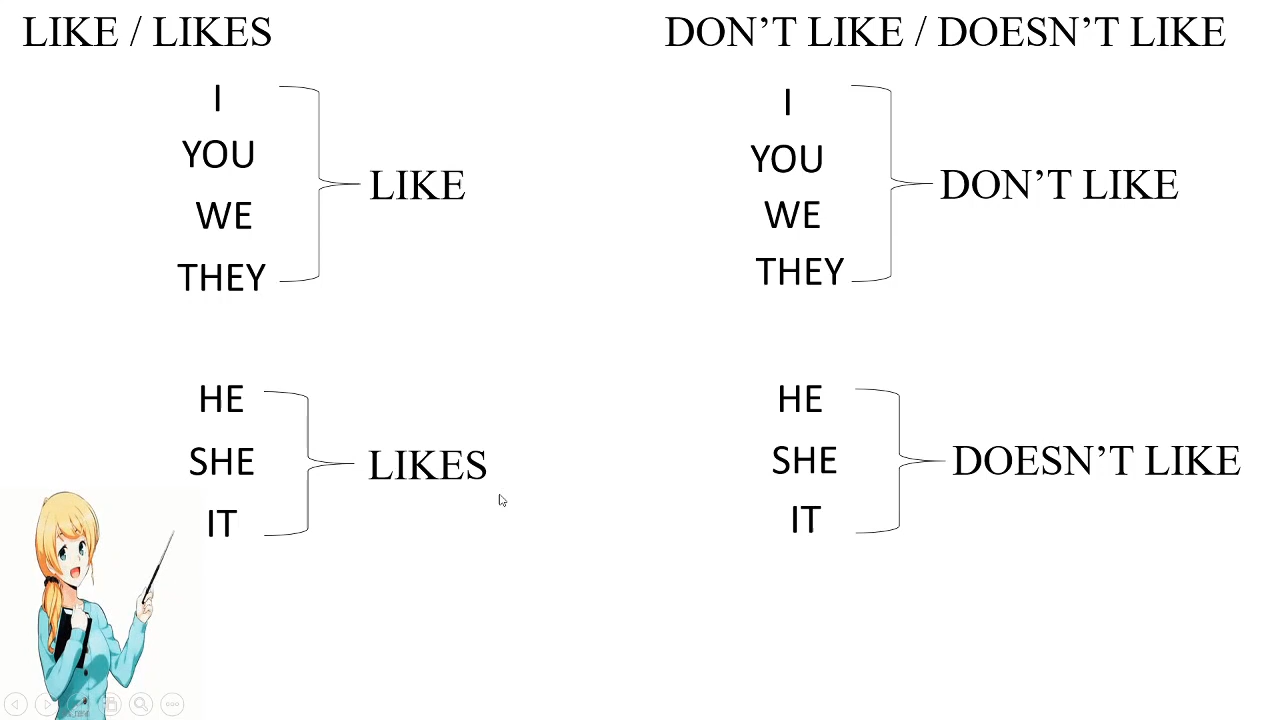 LIKE / LIKES
I
YOU
WE
THEY
LIKE
HE
SHE
IT
LIKES
DON’T LIKE / DOESN’T LIKE
I
YOU
WE
THEY
DON’T LIKE
HE
SHE
IT
DOESN’T LIKE